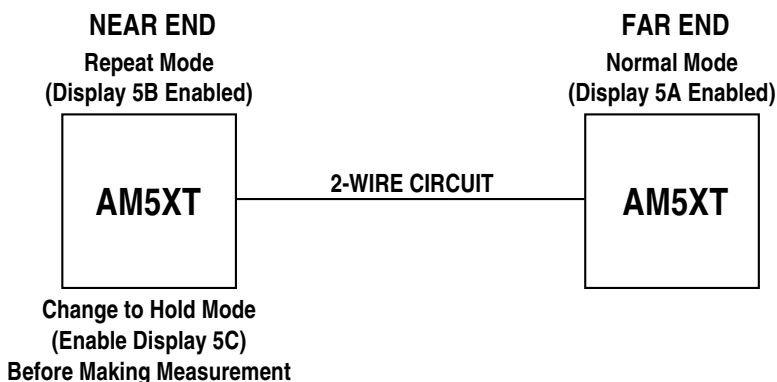 NEAR END
Repeat Mode
(Display 5B Enabled)
AM5XT
Change to Hold Mode
(Enable Display 5C)
Before Making Measurement
2-WIRE CIRCUIT
FAR END
Normal Mode
(Display 5A Enabled)
AM5XT